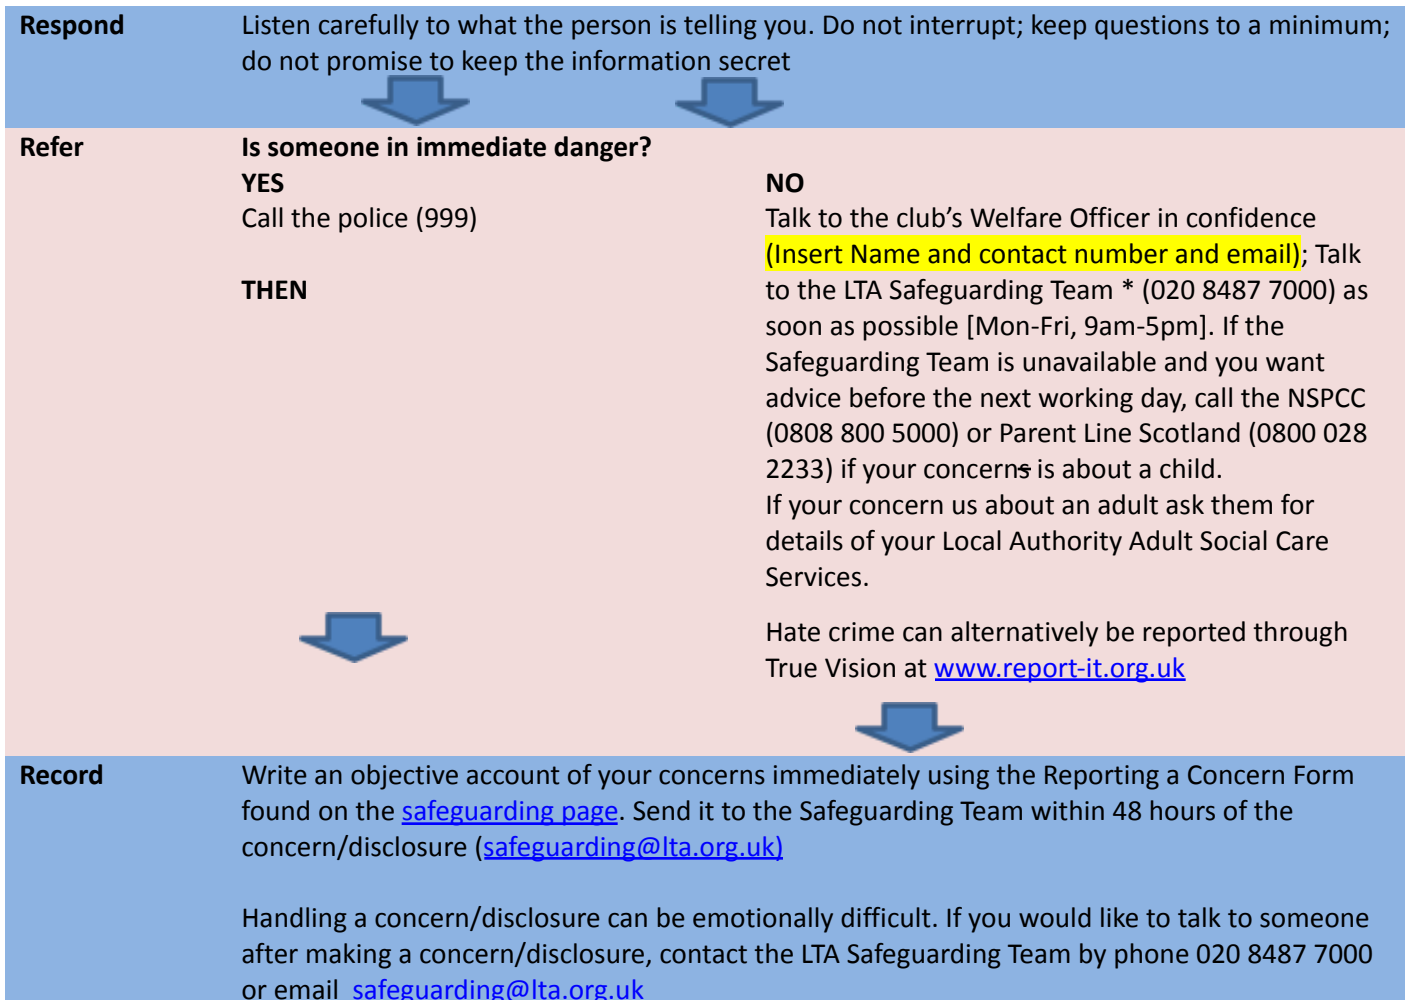 Respond
Listen carefully to what the person is telling you. Do not interrupt; keep questions to a minimum;
do not promise to keep the information secret
Refer
Is someone in immediate danger?
YES
Call the police (999)
THEN
NO
Talk to the club’s Welfare Officer in confidence
(Insert Name and contact number and email); Talk
to the LTA Safeguarding Team * (020 8487 7000) as
soon as possible [Mon-Fri, 9am-5pm]. If the
Safeguarding Team is unavailable and you want
advice before the next working day, call the NSPCC
(0808 800 5000) or Parent Line Scotland (0800 028
2233) if your concerns is about a child.
If your concern us about an adult ask them for
details of your Local Authority Adult Social Care
Services.
Hate crime can alternatively be reported through
True Vision at www.report-it.org.uk
Record
Write an objective account of your concerns immediately using the Reporting a Concern Form
found on the safeguarding page. Send it to the Safeguarding Team within 48 hours of the
concern/disclosure (safeguarding@lta.org.uk)
Handling a concern/disclosure can be emotionally difficult. If you would like to talk to someone
after making a concern/disclosure, contact the LTA Safeguarding Team by phone 020 8487 7000
or email safeguarding@lta.org.uk